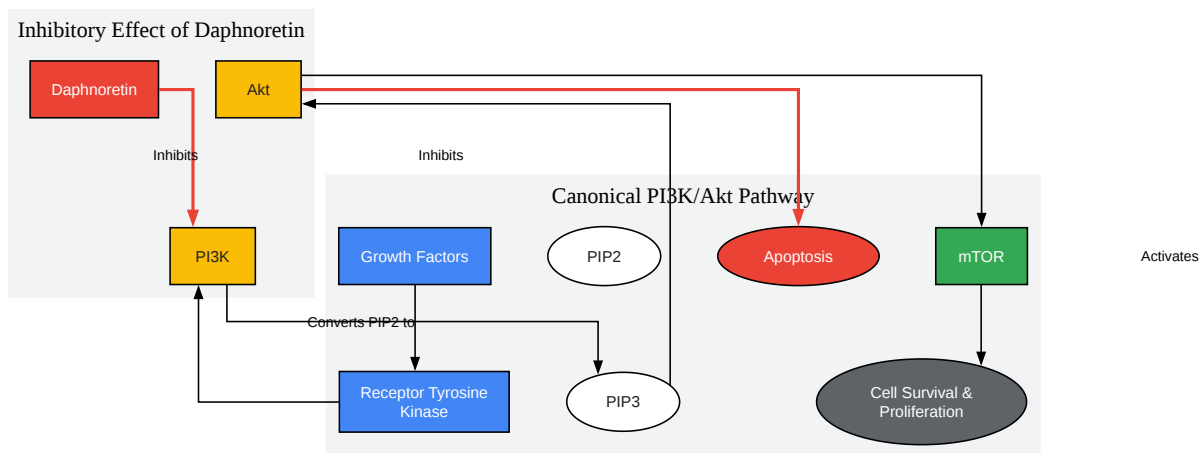 Inhibitory Effect of Daphnoretin
Daphnoretin
Akt
Inhibits
Inhibits
Canonical PI3K/Akt Pathway
PI3K
Growth Factors
PIP2
Apoptosis
mTOR
Activates
Converts PIP2 to
Receptor Tyrosine
Kinase
PIP3
Cell Survival &
Proliferation